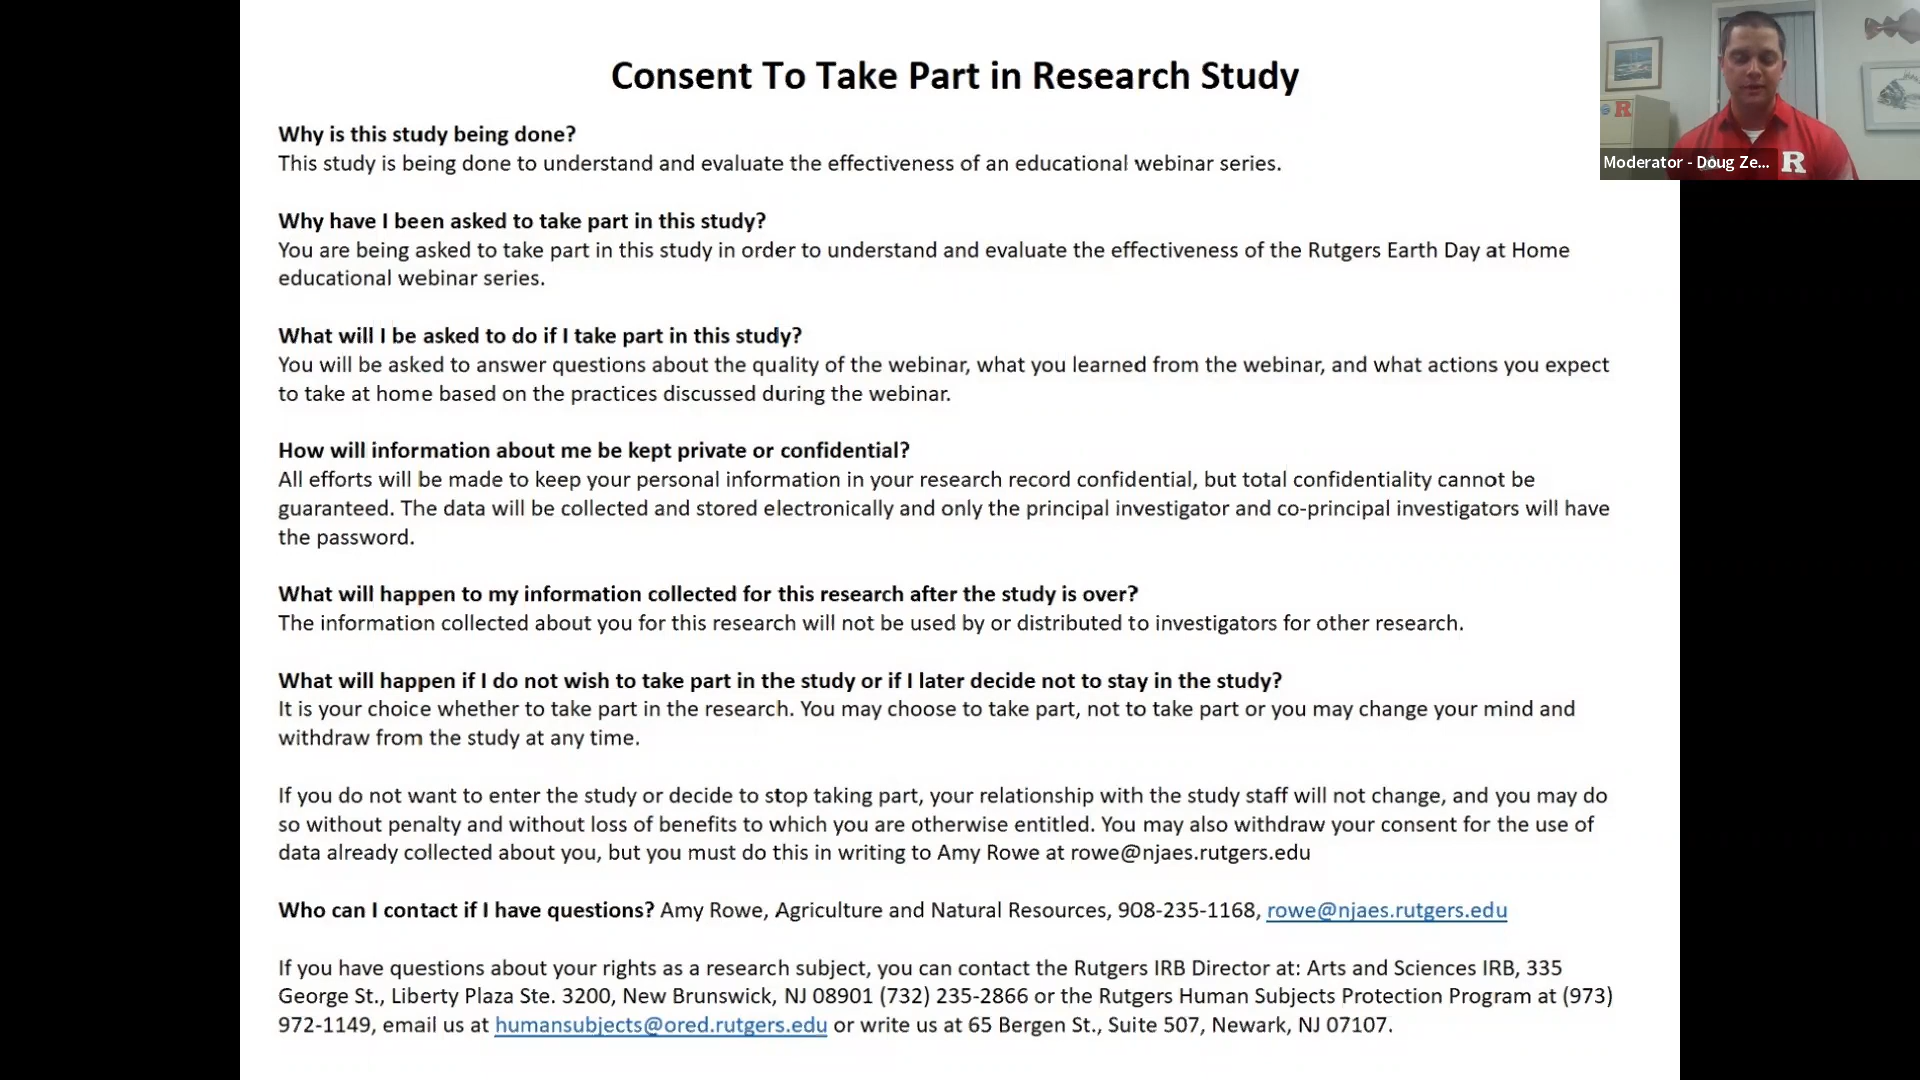 Consent To Take Part in Research Study
Why is this study being done?
This study is being done to understand and evaluate the effectiveness of an educational webinar series.
Why have I been asked to take part in this study?
You are being asked to take part in this study in order to understand and evaluate the effectiveness of the Rutgers Earth Day at Home
educational webinar series.
What will I be asked to do if I take part in this study?
You will be asked to answer questions about the quality of the webinar, what you learned from the webinar, and what actions you expect
to take at home based on the practices discussed during the webinar.
How will information about me be kept private or confidential?
All efforts will be made to keep your personal information in your research record confidential, but total confidentiality cannot be
guaranteed. The data will be collected and stored electronically and only the principal investigator and co-principal investigators will have
the password.
What will happen to my information collected for this research after the study is over?
The information collected about you for this research will not be used by or distributed to investigators for other research.
What will happen if I do not wish to take part in the study or if I later decide not to stay in the study?
It is your choice whether to take part in the research. You may choose to take part, not to take part or you may change your mind and
withdraw from the study at any time.
If you do not want to enter the study or decide to stop taking part, your relationship with the study staff will not change, and you may do
so without penalty and without loss of benefits to which you are otherwise entitled. You may also withdraw your consent for the use of
data already collected about you, but you must do this in writing to Amy Rowe at rowe@njaes.rutgers.edu
Who can I contact if I have questions? Amy Rowe, Agriculture and Natural Resources, 908-235-1168, rowe@njaes.rutgers.edu
If you have questions about your rights as a research subject, you can contact the Rutgers IRB Director at: Arts and Sciences IRB, 335
George St., Liberty Plaza Ste. 3200, New Brunswick, NJ 08901 (732) 235-2866 or the Rutgers Human Subjects Protection Program at (973)
972-1149, email us at humansubjects@ored.rutgers.edu or write us at 65 Bergen St., Suite 507, Newark, NJ 07107.
R
Moderator - Doug Ze...
R